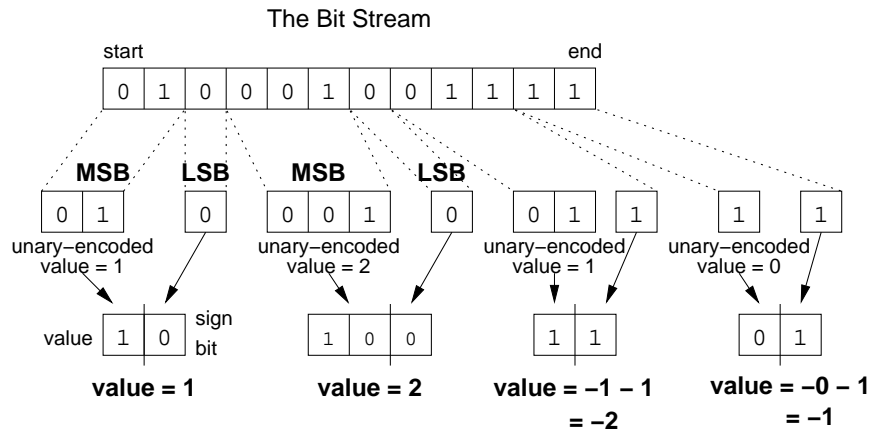 The Bit Stream
start end
0 1 0 0 0 1 0 0 1 1 1 1
MSB LSB MSB LSB
0 1 0 0 0 1 0 0 1 1 1 1
unary-encoded unary-encoded unary-encoded unary-encoded
value = 1 value = 2 value = 1 value = 0
value 1 0 sign bit 1 0 0 1 1 0 1
value = 1 value = 2 value = -1 - 1 value = -0 - 1
= -2 = -1